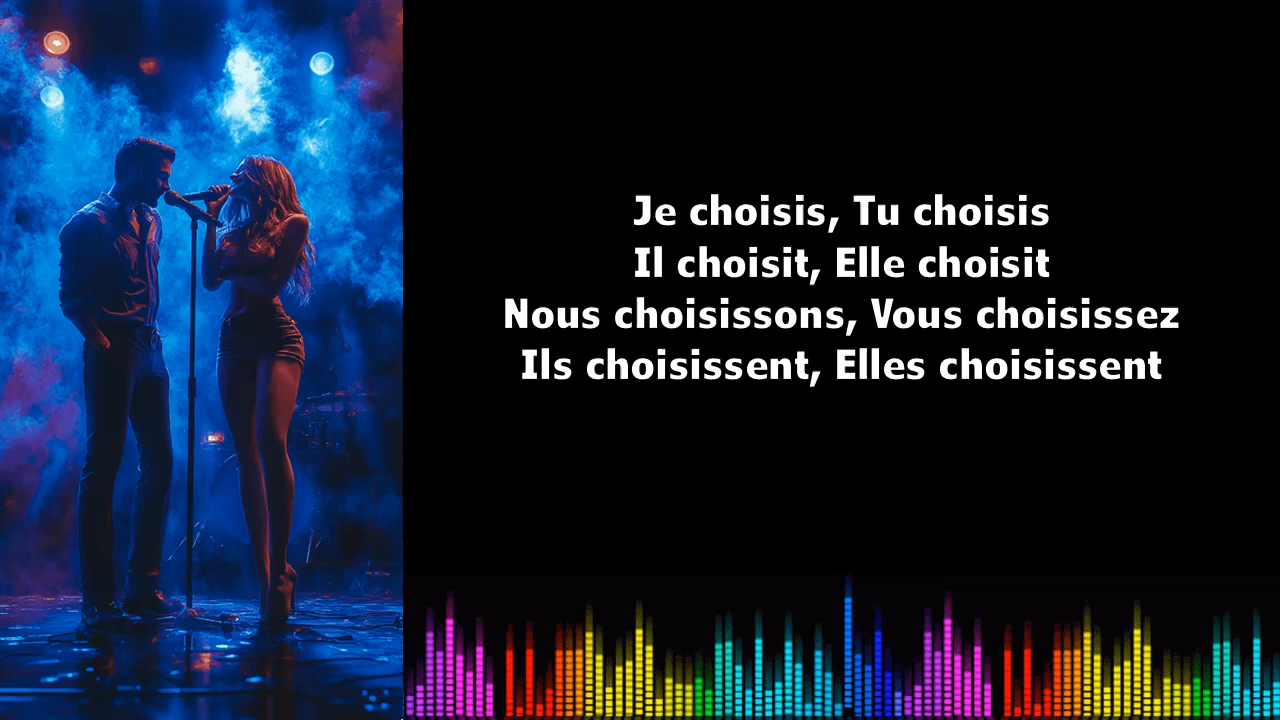 Je choisis, Tu choisis
Il choisit, Elle choisit
Nous choisissons, Vous choisissez
Ils choisissent, Elles choisissent